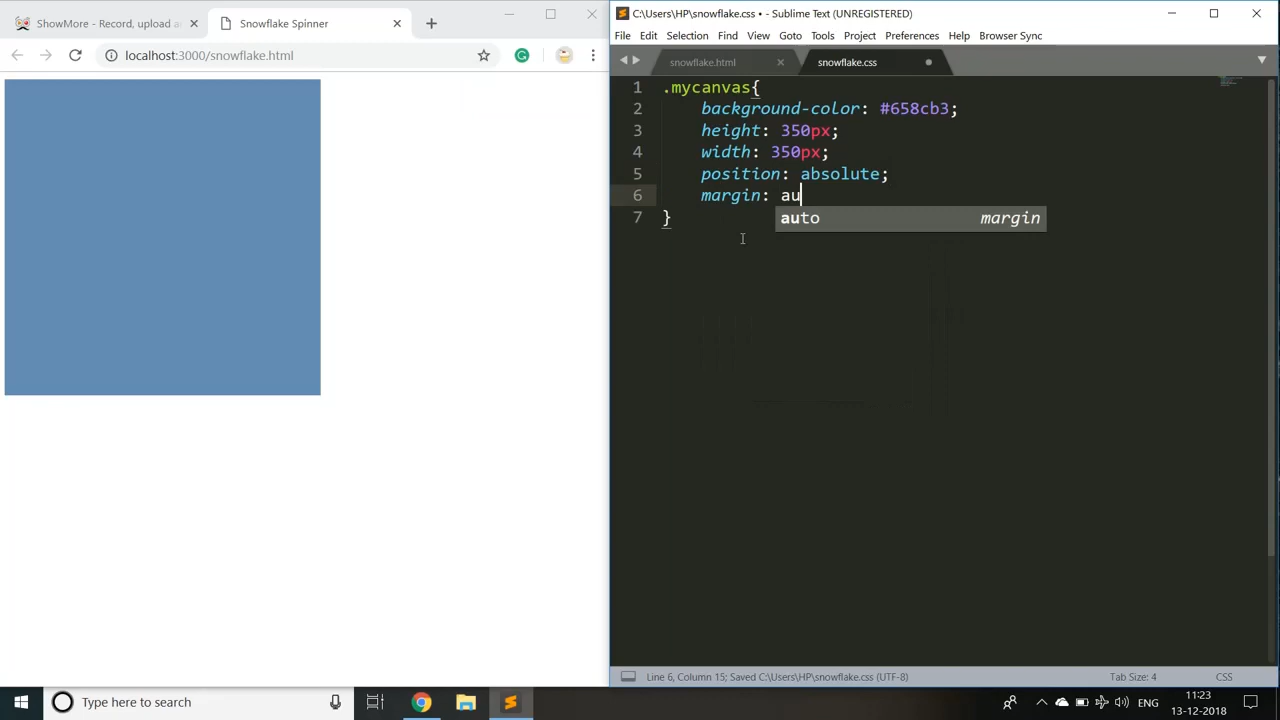 ShowMore - Record, upload a
Snowflake Spinner
localhost:3000/snowflake.html
C:\Users\HP\snowflake.css • - Sublime Text (UNREGISTERED)
File Edit Selection Find View Goto Tools Project Preferences Help Browser Sync
snowflake.html
snowflake.css
1 .mycanvas{
2 background-color: #658cb3;
3 height: 350px;
4 width: 350px;
5 position: absolute;
6 margin: au
auto margin
7 }
Line 6, Column 15; Saved C:\Users\HP\snowflake.css (UTF-8)
Tab Size: 4
CSS
Type here to search
ENG
11:23
13-12-2018